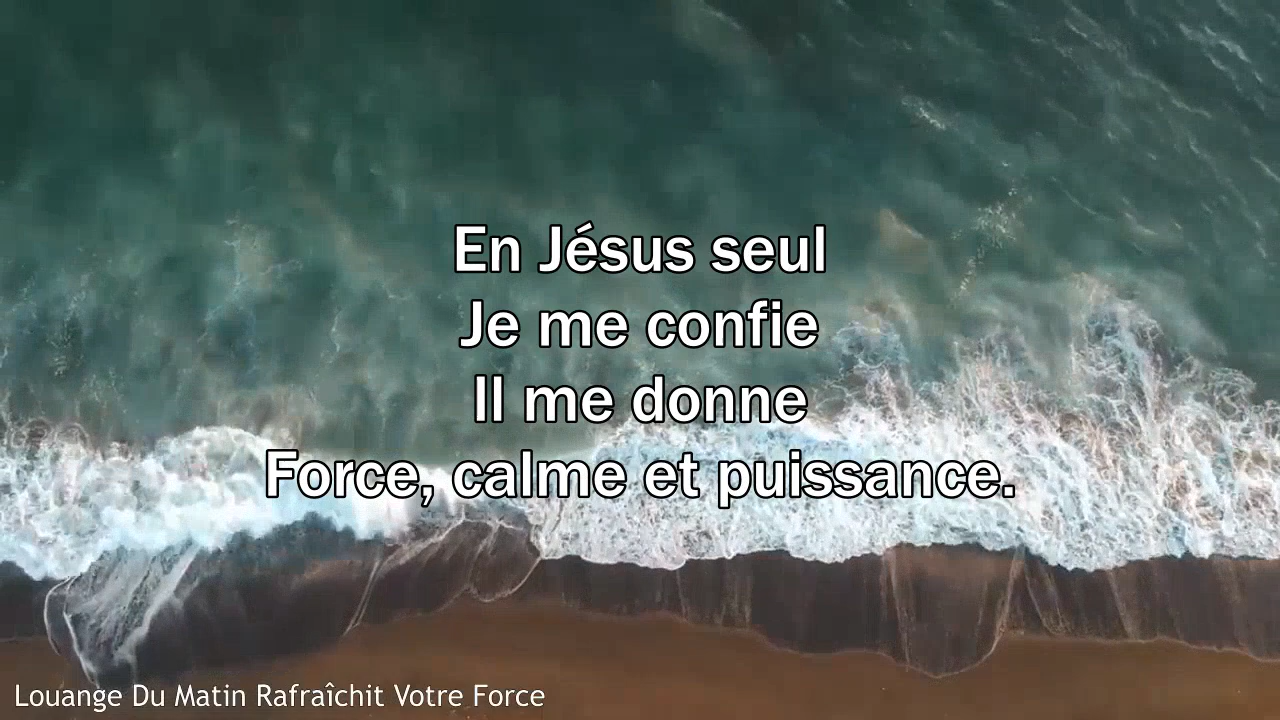 En Jésus seul
Je me confie
Il me donne
Force, calme et puissance.
Louange Du Matin Rafraîchit Votre Force